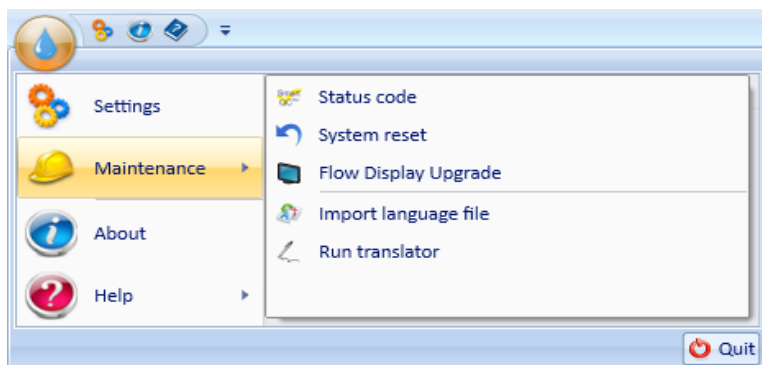 Settings
Maintenance
About
Help
Status code
System reset
Flow Display Upgrade
Import language file
Run translator
Quit